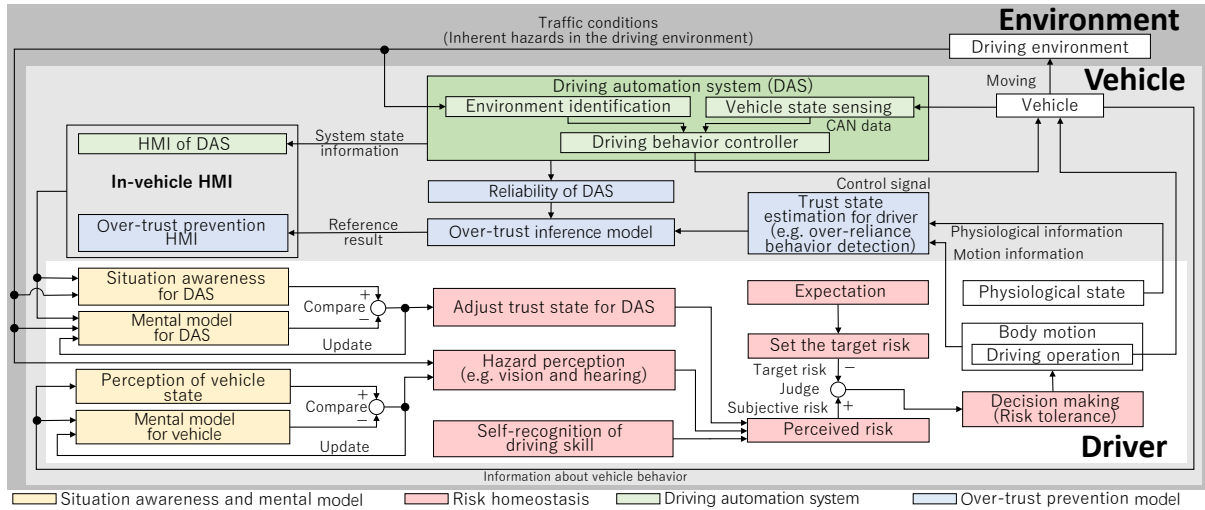 Environment
Traffic conditions
(Inherent hazards in the driving environment)
Driving environment
Moving
Vehicle
Vehicle
Driving automation system (DAS)
Environment identification
Vehicle state sensing
CAN data
Driving behavior controller
System state
information
HMI of DAS
In-vehicle HMI
Over-trust prevention
HMI
Reliability of DAS
Reference
result
Over-trust inference model
Control signal
Trust state
estimation for driver
(e.g. over-reliance
behavior detection)
Physiological information
Motion information
Situation awareness
for DAS
Mental model
for DAS
+
Compare
−
Update
Adjust trust state for DAS
Hazard perception
(e.g. vision and hearing)
Perception of vehicle
state
Mental model
for vehicle
+
Compare
−
Update
Self-recognition of
driving skill
Expectation
Set the target risk
Target risk
−
Judge
Subjective risk
+
Perceived risk
Physiological state
Body motion
Driving operation
Decision making
(Risk tolerance)
Driver
Information about vehicle behavior
Situation awareness and mental model
Risk homeostasis
Driving automation system
Over-trust prevention model